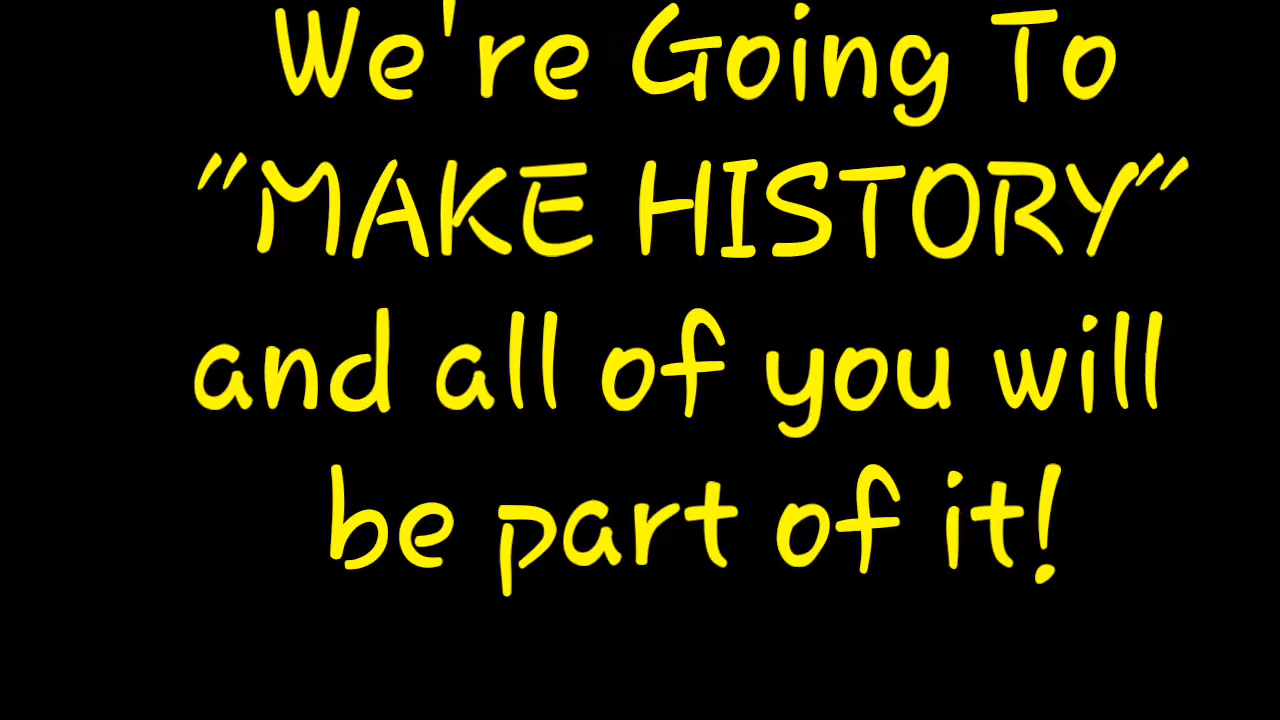 We're Going To
"MAKE HISTORY"
and all of you will
be part of it!